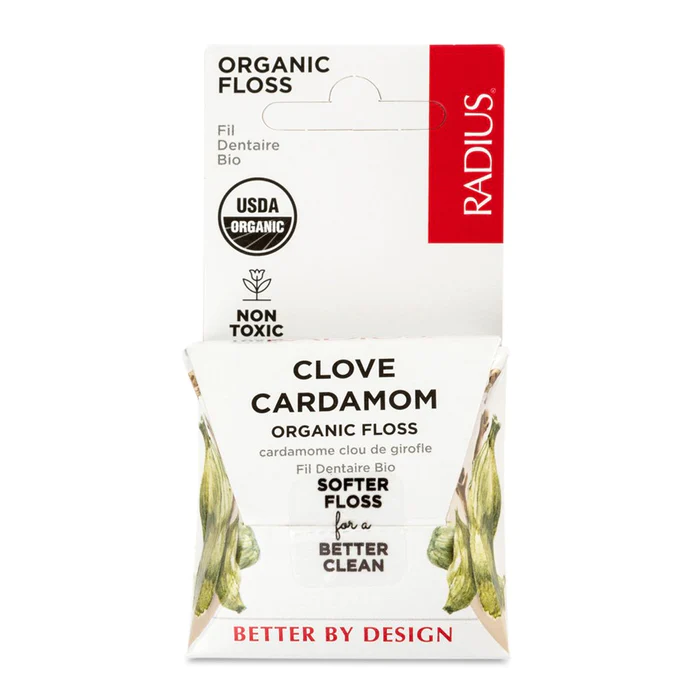 ORGANIC
FLOSS
Fil
Dentaire
Bio
RADIUS®
USDA
ORGANIC
NON
TOXIC
CLOVE
CARDAMOM
ORGANIC FLOSS
cardamome clou de girofle
Fil Dentaire Bio
SOFTER
FLOSS
for a
BETTER
CLEAN
BETTER BY DESIGN